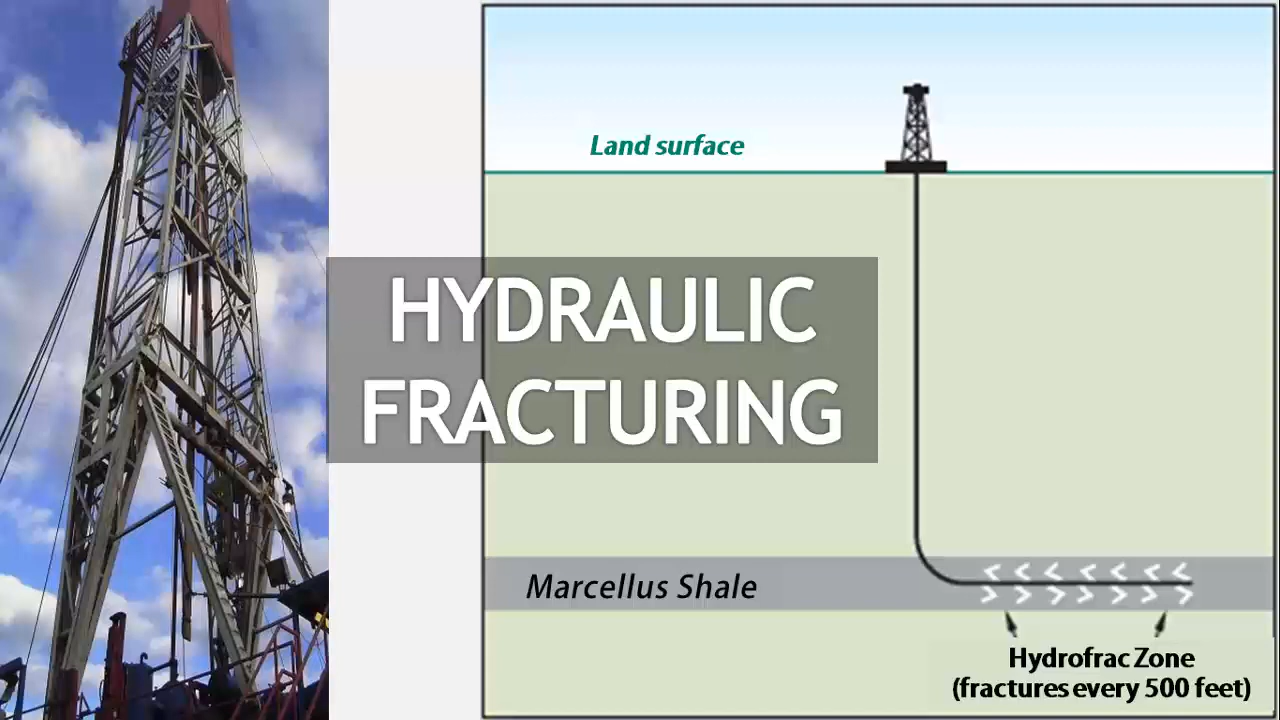 Land surface
HYDRAULIC
FRACTURING
Marcellus Shale
Hydrofrac Zone
(fractures every 500 feet)